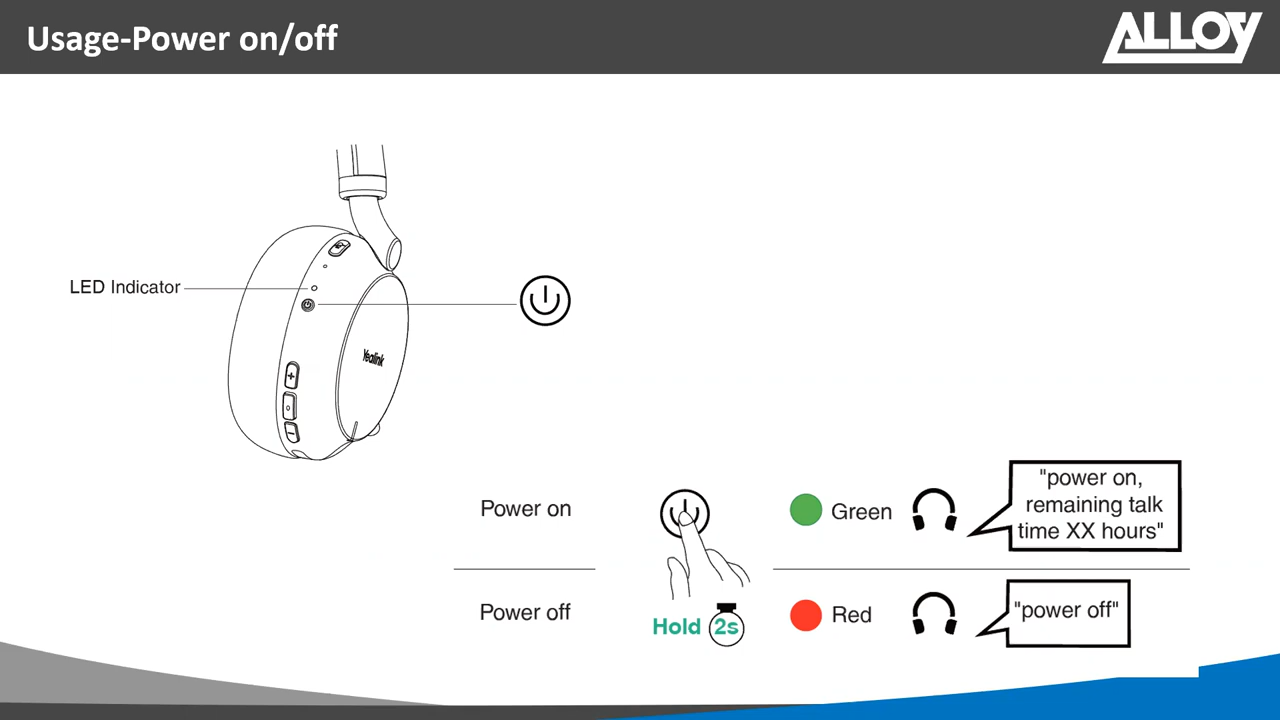 Usage-Power on/off
ALLOY
LED Indicator
Yealink
Power on
Green
"power on,
remaining talk
time XX hours"
Power off
Hold 2s
Red
"power off"